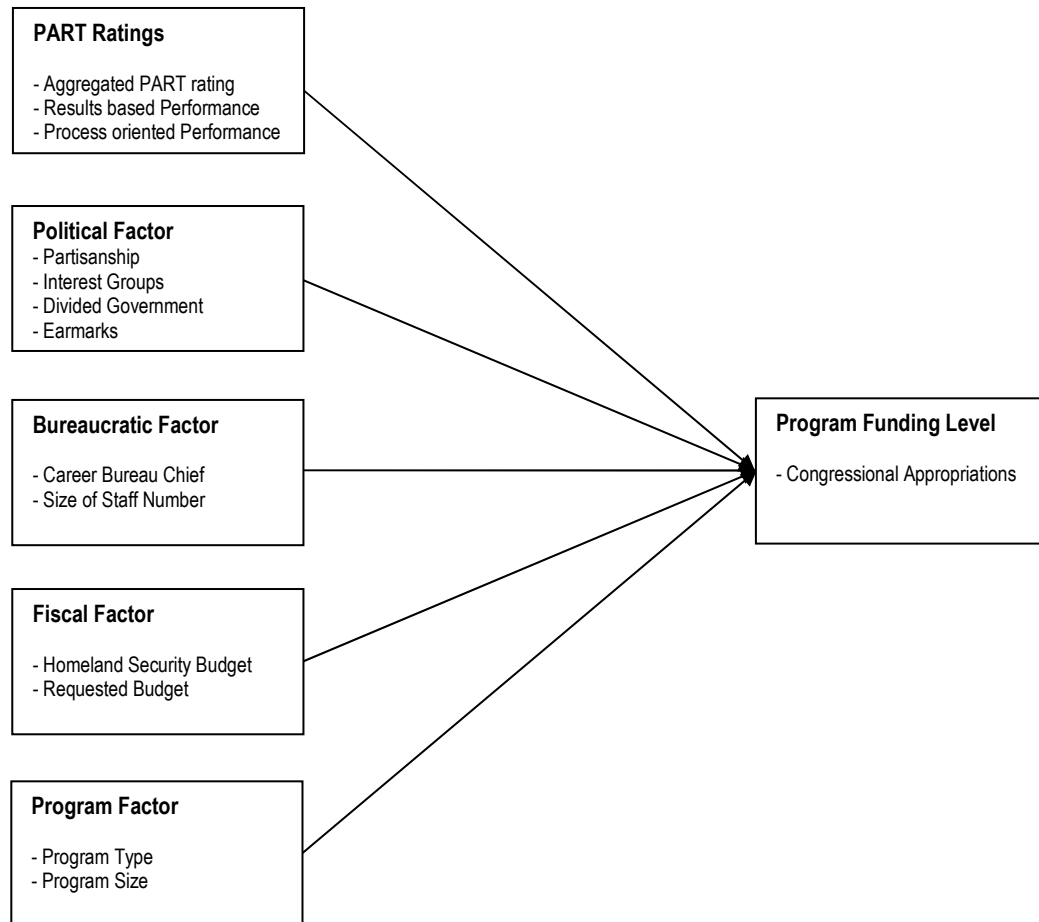 PART Ratings
- Aggregated PART rating
- Results based Performance
- Process oriented Performance
Political Factor
- Partisanship
- Interest Groups
- Divided Government
- Earmarks
Bureaucratic Factor
- Career Bureau Chief
- Size of Staff Number
Program Funding Level
- Congressional Appropriations
Fiscal Factor
- Homeland Security Budget
- Requested Budget
Program Factor
- Program Type
- Program Size